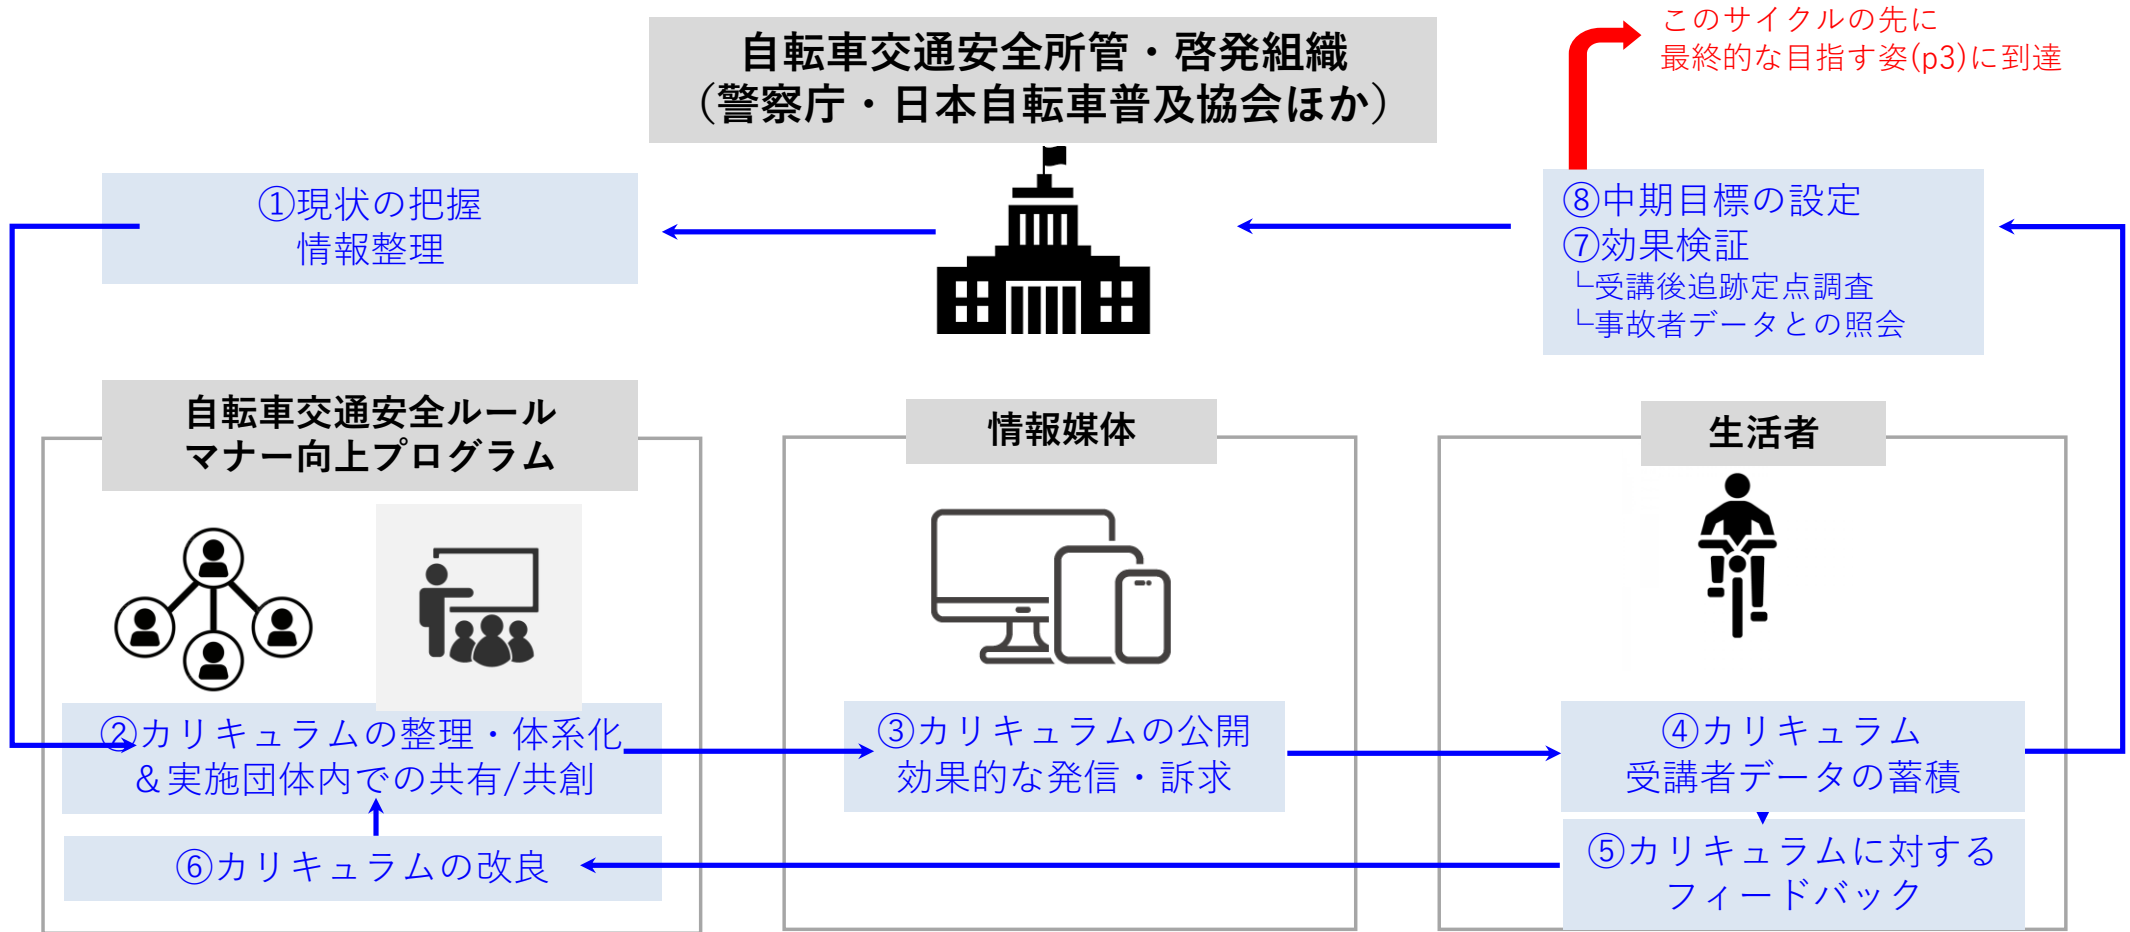 このサイクルの先に
最終的な目指す姿(p3)に到達
自転車交通安全所管・啓発組織
（警察庁・日本自転車普及協会ほか）
①現状の把握
情報整理
⑧中期目標の設定
⑦効果検証
└受講後追跡定点調査
└事故者データとの照会
自転車交通安全ルール
マナー向上プログラム
情報媒体
生活者
②カリキュラムの整理・体系化
＆実施団体内での共有/共創
③カリキュラムの公開
効果的な発信・訴求
④カリキュラム
受講者データの蓄積
⑤カリキュラムに対する
フィードバック
⑥カリキュラムの改良